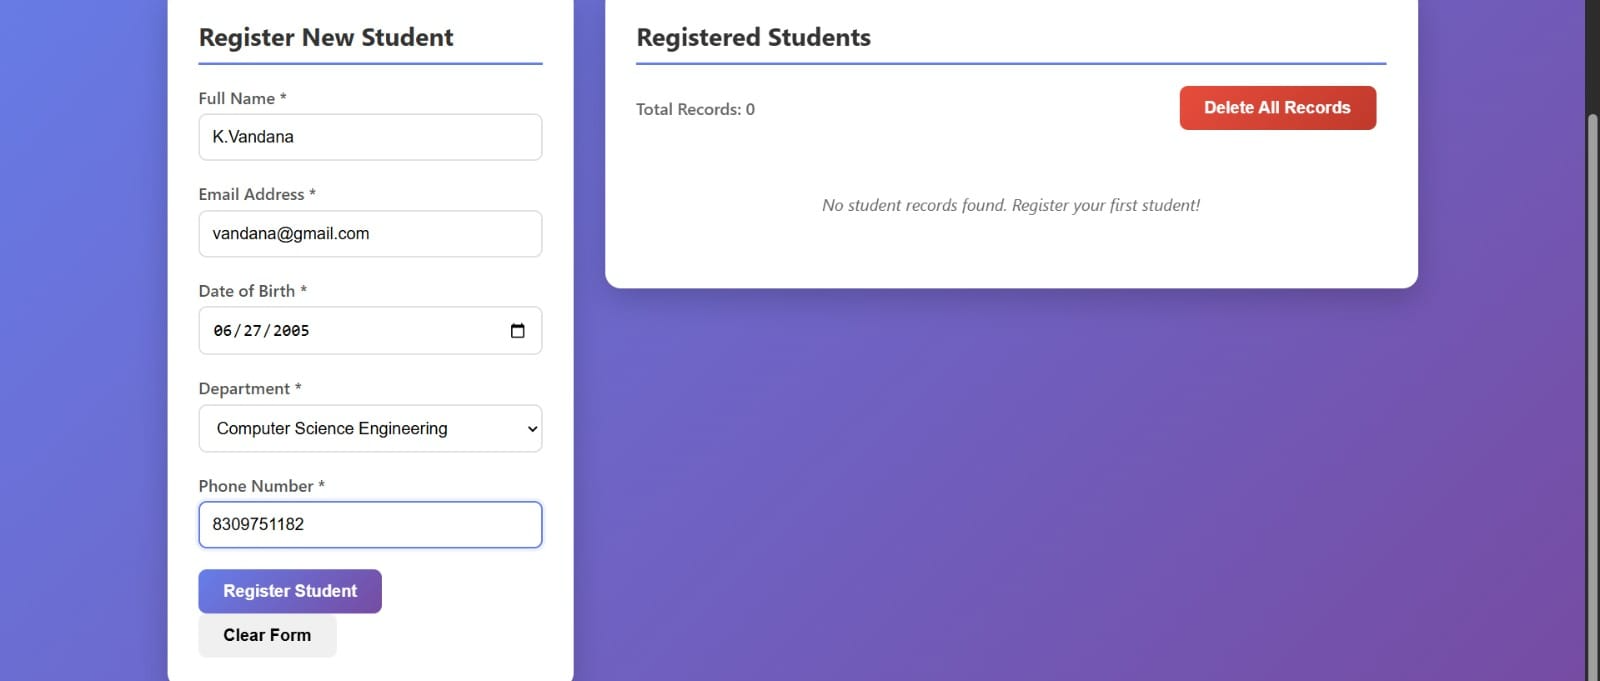 Register New Student
Full Name *
K.Vandana
Email Address *
vandana@gmail.com
Date of Birth *
06/27/2005
Department *
Computer Science Engineering
Phone Number *
8309751182
Register Student
Clear Form
Registered Students
Total Records: 0
Delete All Records
No student records found. Register your first student!